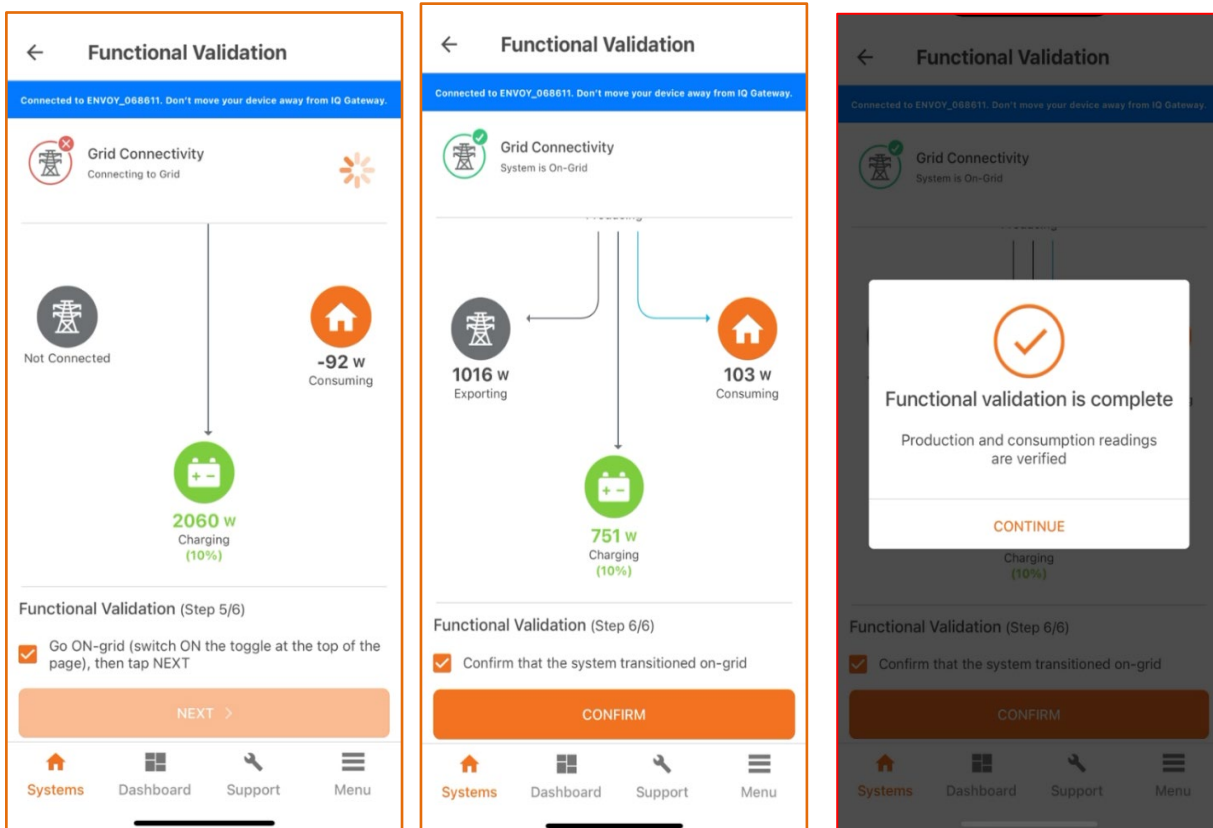 Functional Validation
Connected to ENVOY_068611. Don't move your device away from IQ Gateway.
Grid Connectivity
Connecting to Grid
Not Connected
-92 W
Consuming
2060 W
Charging
(10%)
Functional Validation (Step 5/6)
Go ON-grid (switch ON the toggle at the top of the
page), then tap NEXT
NEXT >
Systems
Dashboard
Support
Menu
Functional Validation
Connected to ENVOY_068611. Don't move your device away from IQ Gateway.
Grid Connectivity
System is On-Grid
Producing
1016 W
Exporting
103 W
Consuming
751 W
Charging
(10%)
Functional Validation (Step 6/6)
Confirm that the system transitioned on-grid
CONFIRM
Systems
Dashboard
Support
Menu
Functional Validation
Connected to ENVOY_068611. Don't move your device away from IQ Gateway.
Grid Connectivity
System is On-Grid
Functional validation is complete
Production and consumption readings
are verified
CONTINUE
Charging
(10%)
Functional Validation (Step 6/6)
Confirm that the system transitioned on-grid
CONFIRM
Systems
Dashboard
Support
Menu